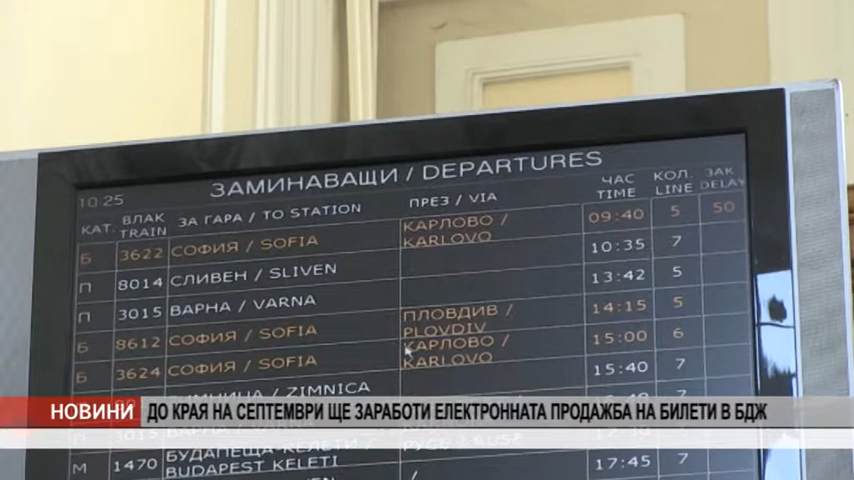 10 25 ЗАМИНАВАЩИ / DEPARTURES
КАТ. ВЛАК TRAIN ЗА ГАРА / TO STATION ПРЕЗ / VIA ЧАС TIME КОЛ. LINE ЗАК DELAY
Б 3622 СОФИЯ / SOFIA КАРЛОВО / KARLOVO 09:40 5 50
П 8014 СЛИВЕН / SLIVEN 10:35 7
П 3015 ВАРНА / VARNA 13:42 5
Б 8612 СОФИЯ / SOFIA ПЛОВДИВ / PLOVDIV 14:15 5
Б 3624 СОФИЯ / SOFIA КАРЛОВО / KARLOVO 15:00 6
ЗИМНИЦА / ZIMNICA 15:40 7
НОВИНИ ДО КРАЯ НА СЕПТЕМВРИ ЩЕ ЗАРАБОТИ ЕЛЕКТРОННАТА ПРОДАЖБА НА БИЛЕТИ В БДЖ
М 1470 БУДАПЕЩА-КЕЛЕТИ / BUDAPEST KELETI РУСЕ / RUSE 17:45 7